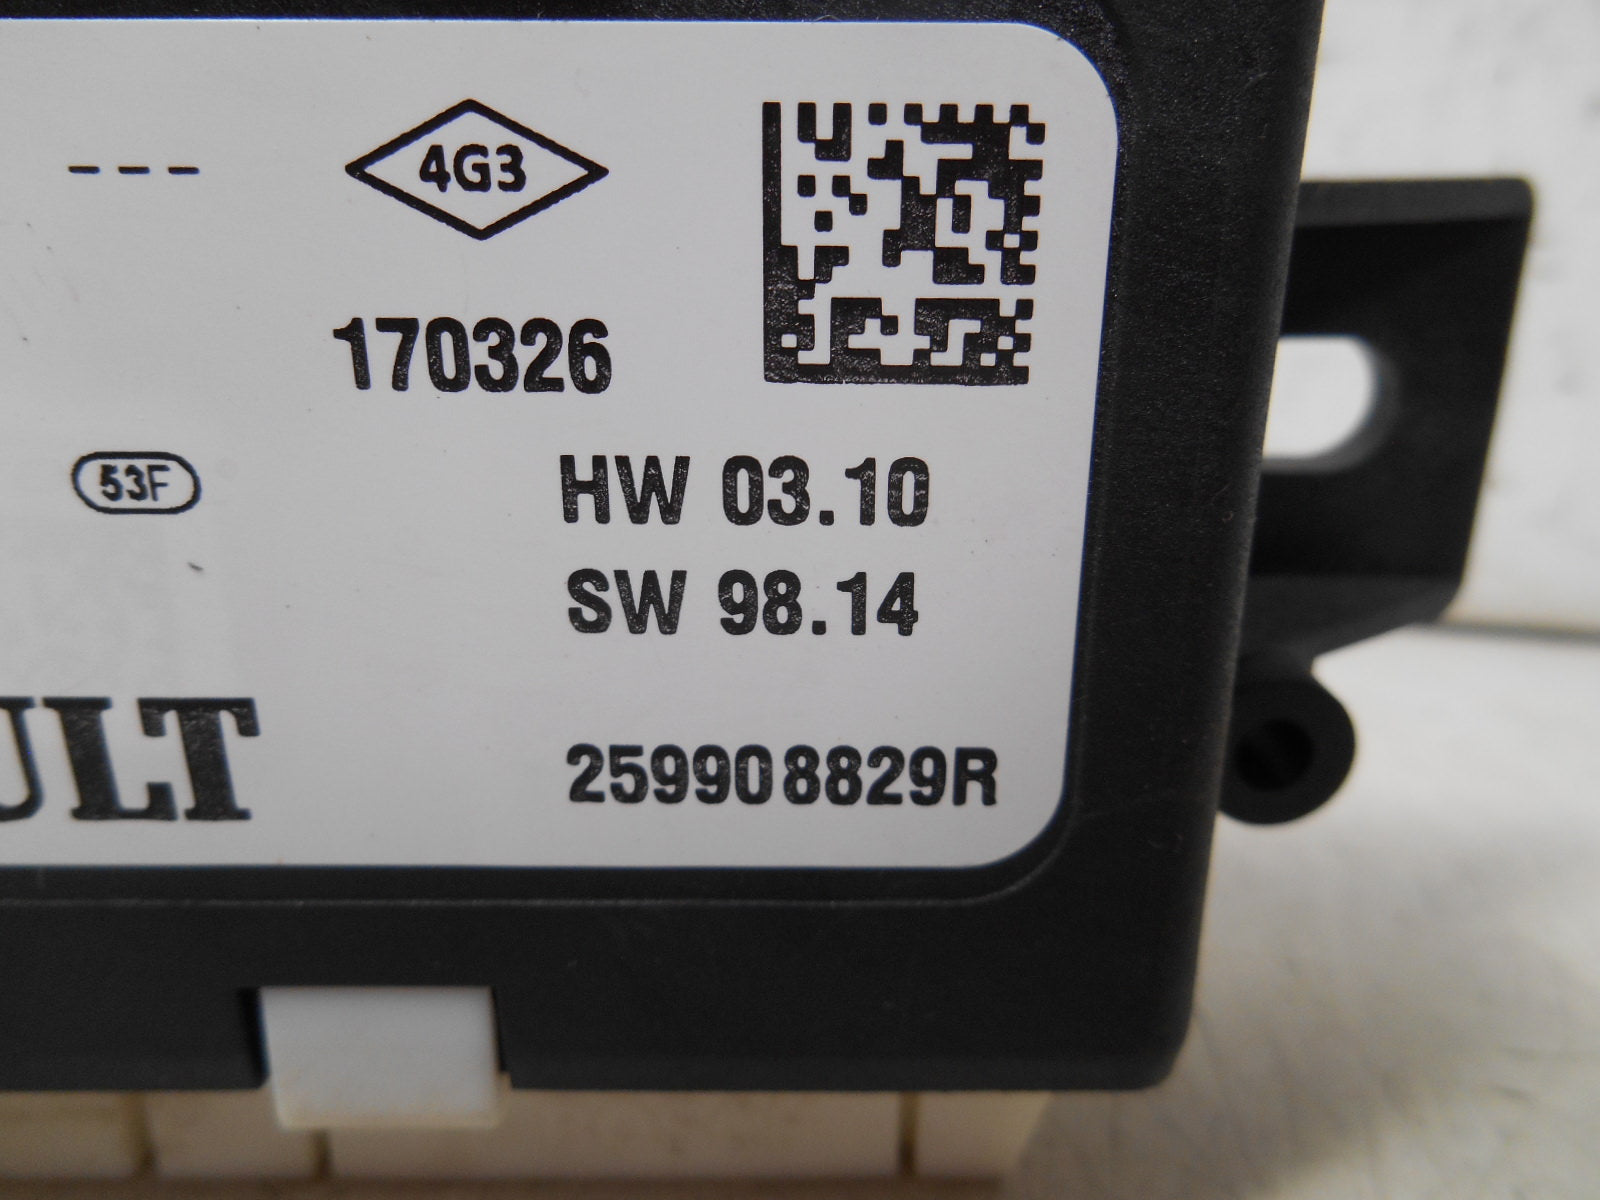 --- 4G3
170326
53F
HW 03.10
SW 98.14
ULT
259908829R